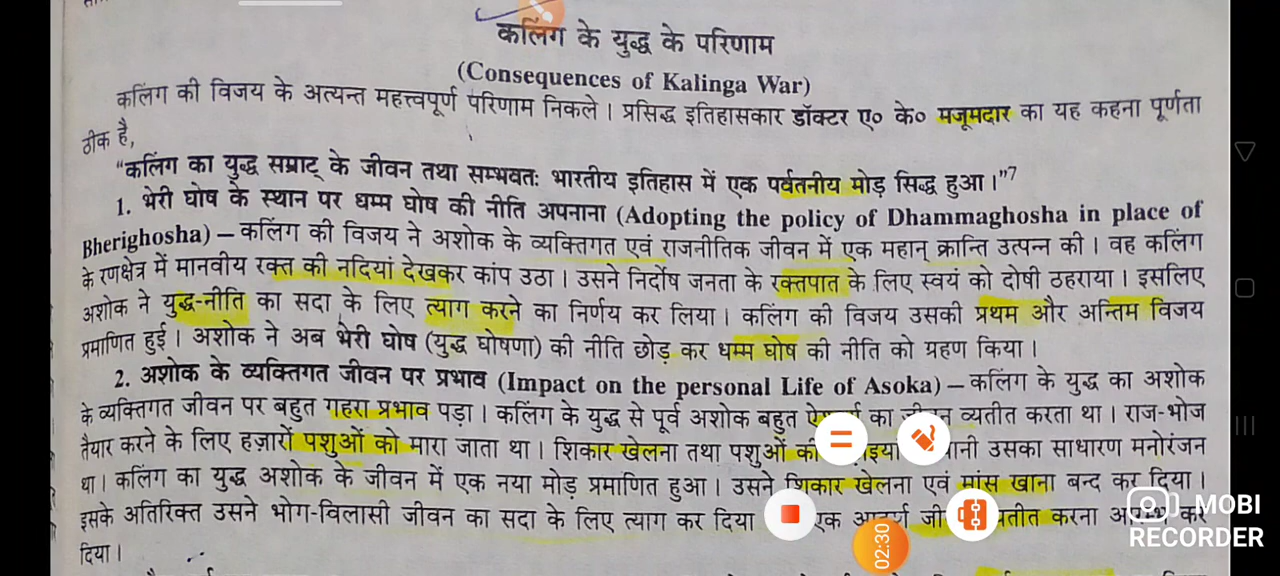 कलिंग के युद्ध के परिणाम
(Consequences of Kalinga War)
कलिंग की विजय के अत्यन्त महत्त्वपूर्ण परिणाम निकले । प्रसिद्ध इतिहासकार डॉक्टर ए० के० मजूमदार का यह कहना पूर्णता
ठीक है,
“कलिंग का युद्ध सम्राट् के जीवन तथा सम्भवतः भारतीय इतिहास में एक पर्वतनीय मोड़ सिद्ध हुआ ।”7
1. भेरी घोष के स्थान पर धम्म घोष की नीति अपनाना (Adopting the policy of Dhammaghosha in place of
Bherighosha) – कलिंग की विजय ने अशोक के व्यक्तिगत एवं राजनीतिक जीवन में एक महान् क्रान्ति उत्पन्न की । वह कलिंग
के रणक्षेत्र में मानवीय रक्त की नदियां देखकर कांप उठा । उसने निर्दोष जनता के रक्तपात के लिए स्वयं को दोषी ठहराया । इसलिए
अशोक ने युद्ध-नीति का सदा के लिए त्याग करने का निर्णय कर लिया । कलिंग की विजय उसकी प्रथम और अन्तिम विजय
प्रमाणित हुई । अशोक ने अब भेरी घोष (युद्ध घोषणा) की नीति छोड़ कर धम्म घोष की नीति को ग्रहण किया ।
2. अशोक के व्यक्तिगत जीवन पर प्रभाव (Impact on the personal Life of Asoka) – कलिंग के युद्ध का अशोक
के व्यक्तिगत जीवन पर बहुत गहरा प्रभाव पड़ा । कलिंग के युद्ध से पूर्व अशोक बहुत का जीवन व्यतीत करता था । राज-भोज
तैयार करने के लिए हज़ारों पशुओं को मारा जाता था । शिकार खेलना तथा पशुओं की उसका साधारण मनोरंजन
था । कलिंग का युद्ध अशोक के जीवन में एक नया मोड़ प्रमाणित हुआ । उसने शिकार खेलना एवं मांस खाना बन्द कर दिया ।
इसके अतिरिक्त उसने भोग-विलासी जीवन का सदा के लिए त्याग कर दिया एक करना कर
दिया ।
02:30
MOBI
RECORDER